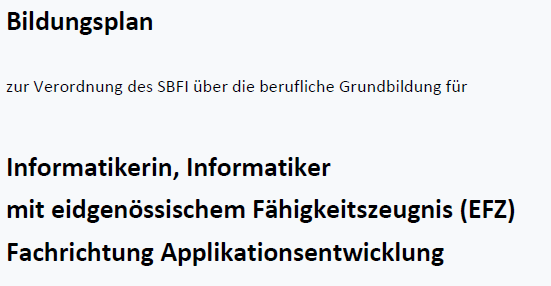 Bildungsplan
zur Verordnung des SBFI über die berufliche Grundbildung für
Informatikerin, Informatiker
mit eidgenössischem Fähigkeitszeugnis (EFZ)
Fachrichtung Applikationsentwicklung